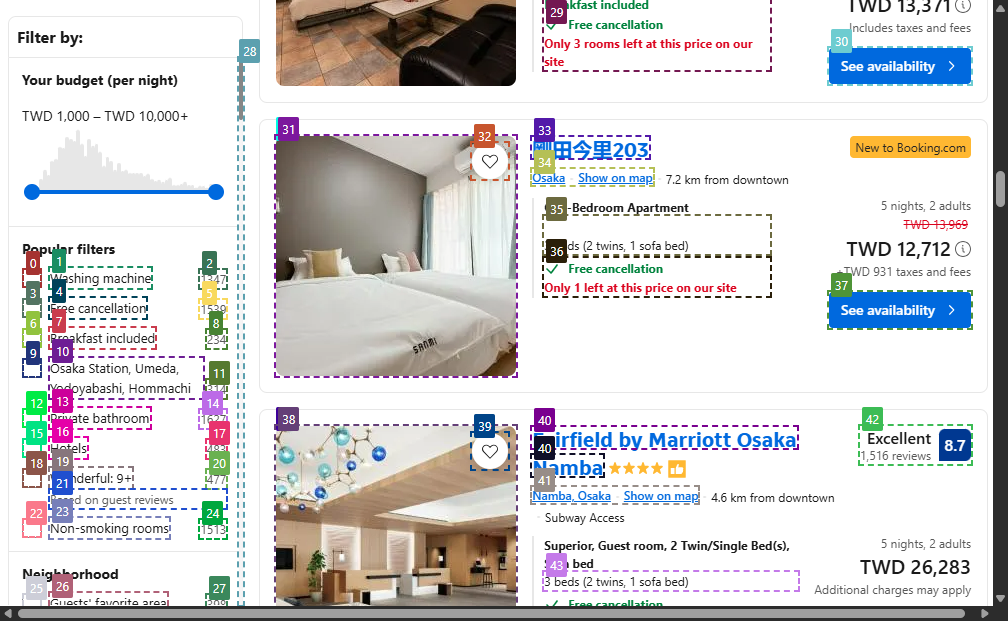 Filter by:
Your budget (per night)
TWD 1,000 – TWD 10,000+
Popular filters
0
1
2
Washing machine
1347
3
4
5
Free cancellation
1539
6
7
8
Breakfast included
234
9
10
11
Osaka Station, Umeda,
Yodoyabashi, Hommachi
314
12
13
14
Private bathroom
1627
15
16
17
Hotels
18
19
20
Wonderful: 9+
477
21
Based on guest reviews
22
23
24
Non-smoking rooms
1513
Neighborhood
25
26
27
Guests' favorite area
28
29
included
Free cancellation
Only 3 rooms left at this price on our
site
TWD 13,371
Includes taxes and fees
30
See availability
31
32
33
田今里203
New to Booking.com
34
Osaka
Show on map
7.2 km from downtown
35
-Bedroom Apartment
5 nights, 2 adults
TWD 13,969
36
beds (2 twins, 1 sofa bed)
TWD 12,712
Free cancellation
+TWD 931 taxes and fees
Only 1 left at this price on our site
37
See availability
SANMI
38
39
40
Fairfield by Marriott Osaka
40
Namba
42
Excellent
1,516 reviews
8.7
41
Namba, Osaka
Show on map
4.6 km from downtown
Subway Access
Superior, Guest room, 2 Twin/Single Bed(s),
bed
5 nights, 2 adults
43
3 beds (2 twins, 1 sofa bed)
TWD 26,283
Additional charges may apply
Free cancellation